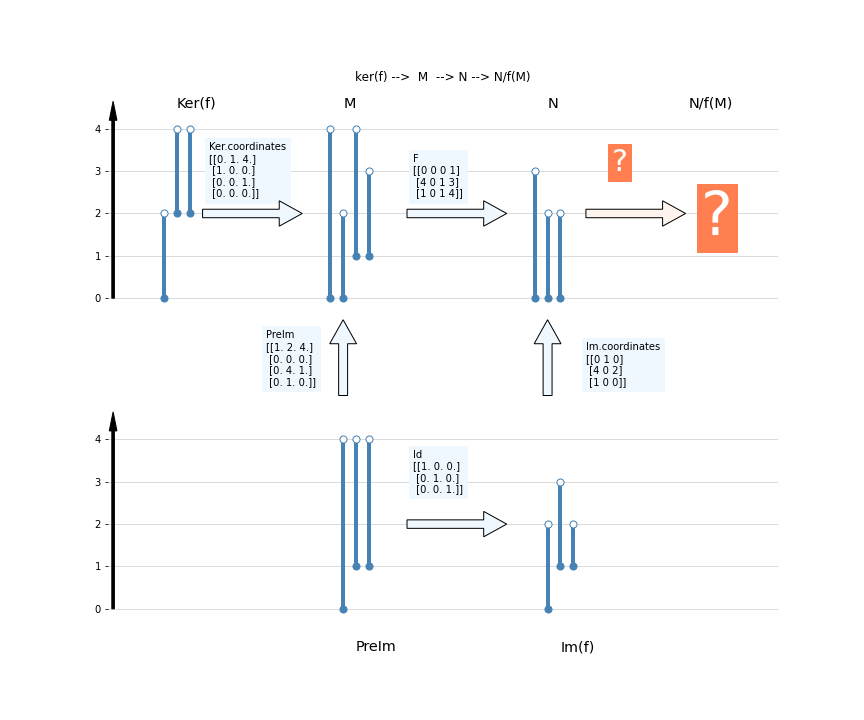 ker(f) --> M --> N --> N/f(M)
Ker(f)
M
N
N/f(M)
4
3
2
1
0
Ker.coordinates
[[0. 1. 4.]
[1. 0. 0.]
[0. 0. 1.]
[0. 0. 0.]]
F
[[0 0 0 1]
[4 0 1 3]
[1 0 1 4]]
?
?
PreIm
[[1. 2. 4.]
[0. 0. 0.]
[0. 4. 1.]
[0. 1. 0.]]
Im.coordinates
[[0 1 0]
[4 0 2]
[1 0 0]]
4
3
2
1
0
Id
[[1. 0. 0.]
[0. 1. 0.]
[0. 0. 1.]]
PreIm
Im(f)